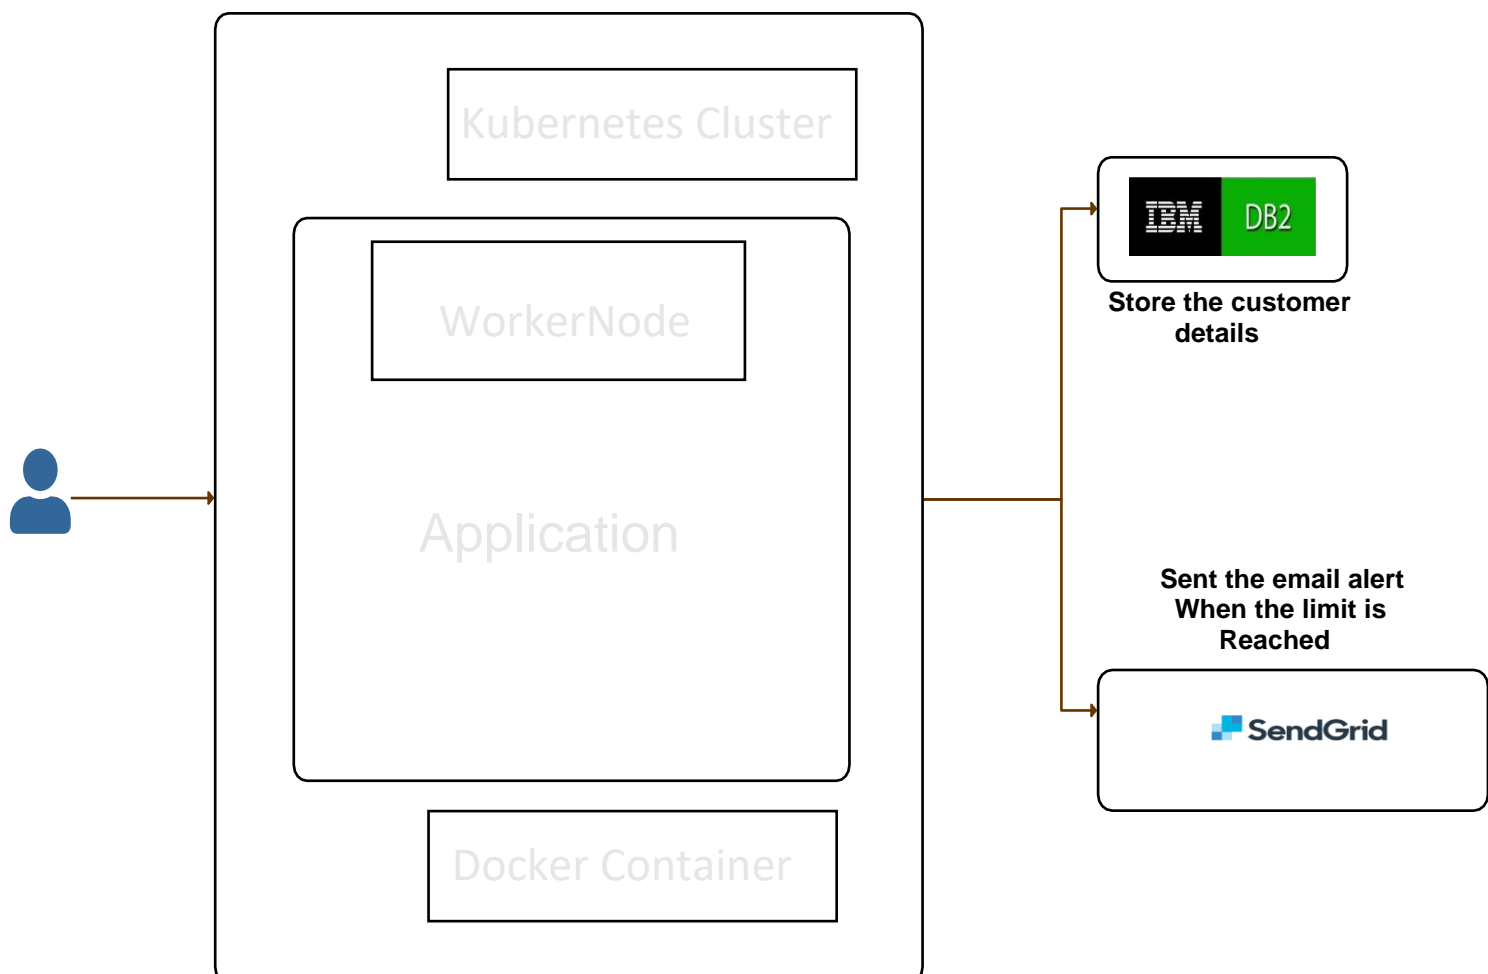 Kubernetes Cluster
WorkerNode
Application
Docker Container
IBM DB2
Store the customer
details
Sent the email alert
When the limit is
Reached
SendGrid